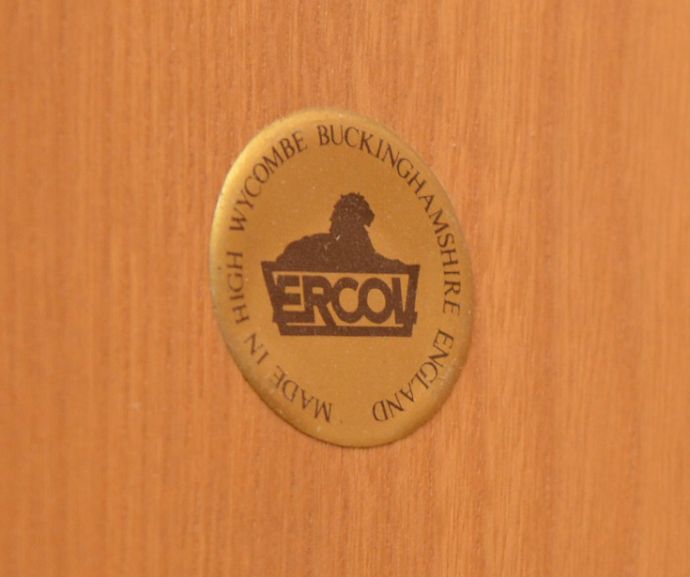 MADE IN HIGH WYCOMBE BUCKINGHAMSHIRE ENGLAND
ERCOL